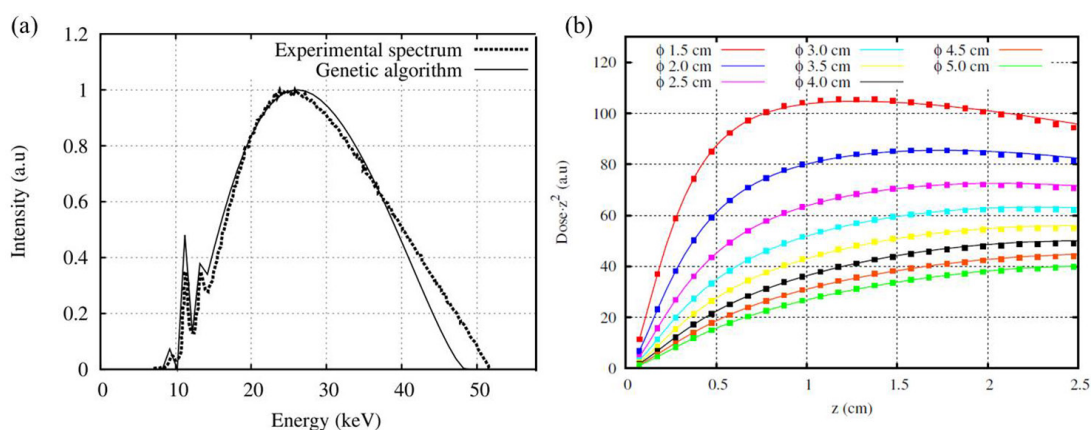 (a)
1.2
1
0.8
0.6
0.4
0.2
0
Intensity (a.u)
Experimental spectrum
Genetic algorithm
0 10 20 30 40 50
Energy (keV)
(b)
120
100
80
60
40
20
0
Dose·z² (a.u)
ϕ 1.5 cm ϕ 3.0 cm ϕ 4.5 cm
ϕ 2.0 cm ϕ 3.5 cm ϕ 5.0 cm
ϕ 2.5 cm ϕ 4.0 cm
0 0.5 1 1.5 2 2.5
z (cm)